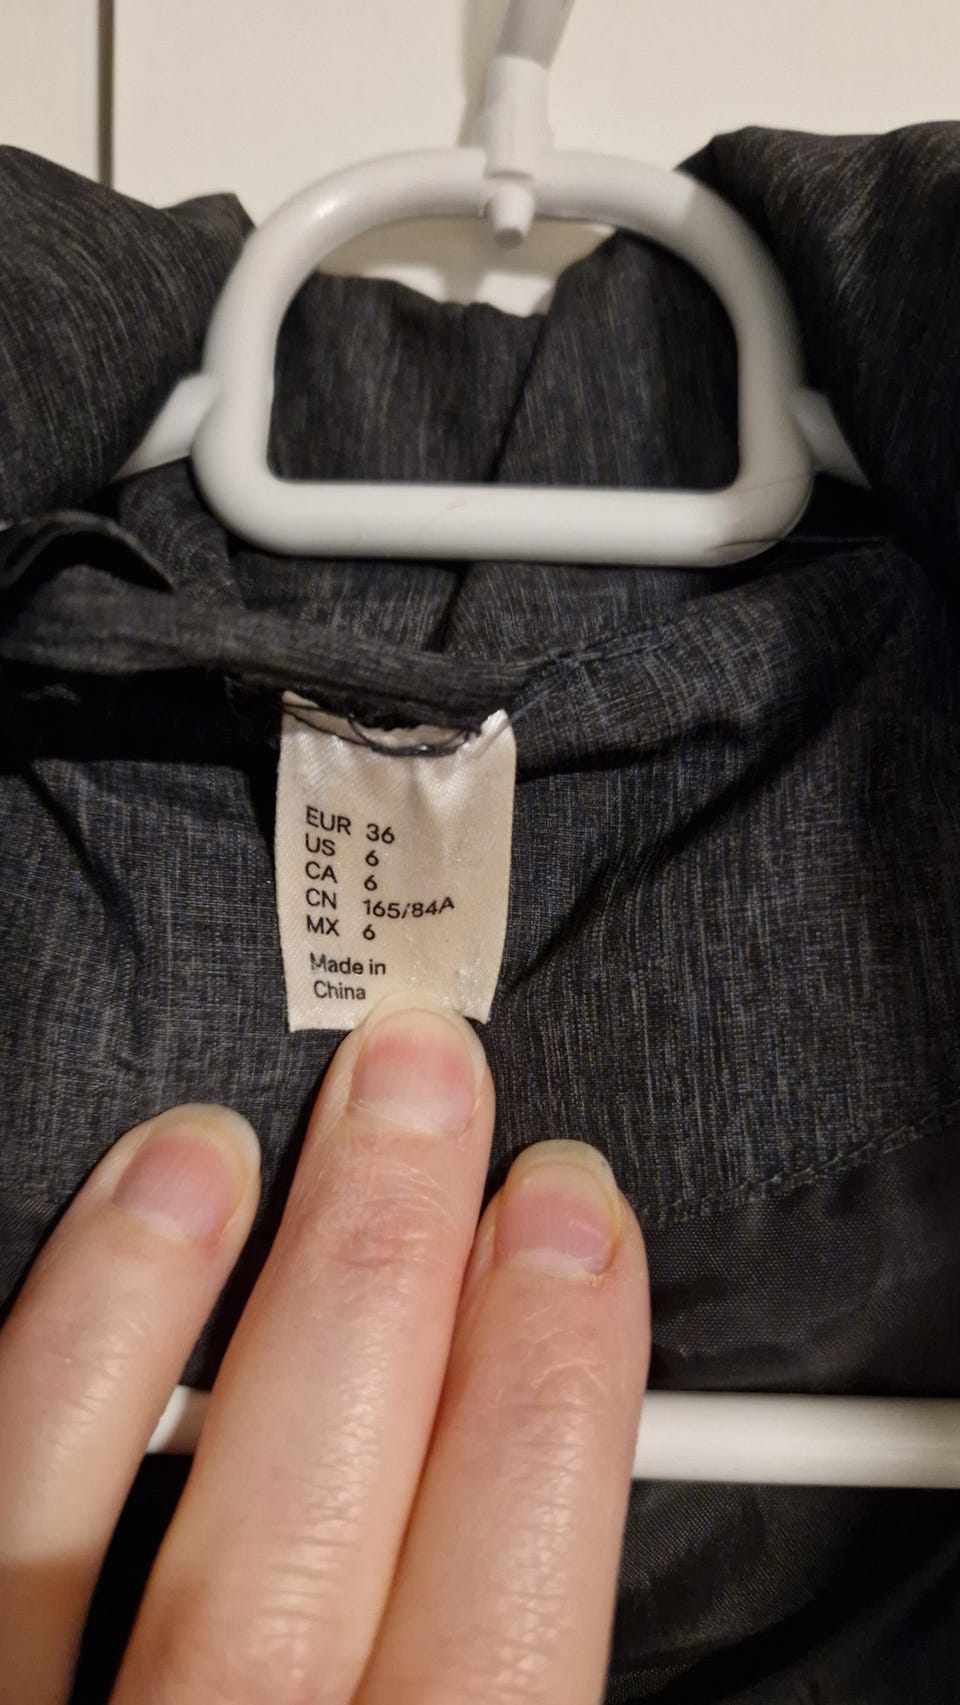 EUR 36
US 6
CA 6
CN 165/84A
MX 6
Made in
China